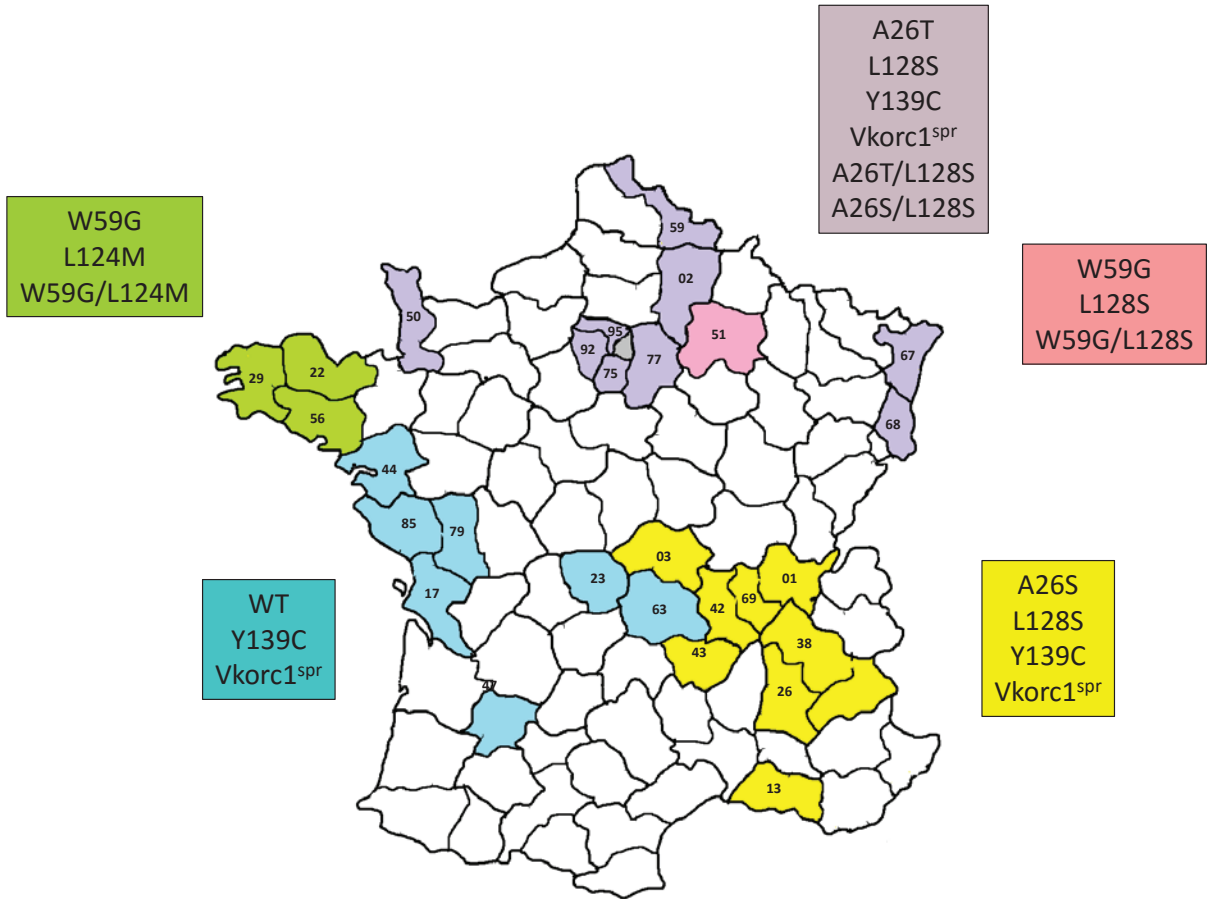 A26T
L128S
Y139C
Vkorc1spr
A26T/L128S
A26S/L128S
W59G
L124M
W59G/L124M
W59G
L128S
W59G/L128S
59
02
50
95
51
92
77
67
75
22
29
56
68
44
85
79
03
23
01
17
42
69
63
38
43
26
47
13
WT
Y139C
Vkorc1spr
A26S
L128S
Y139C
Vkorc1spr